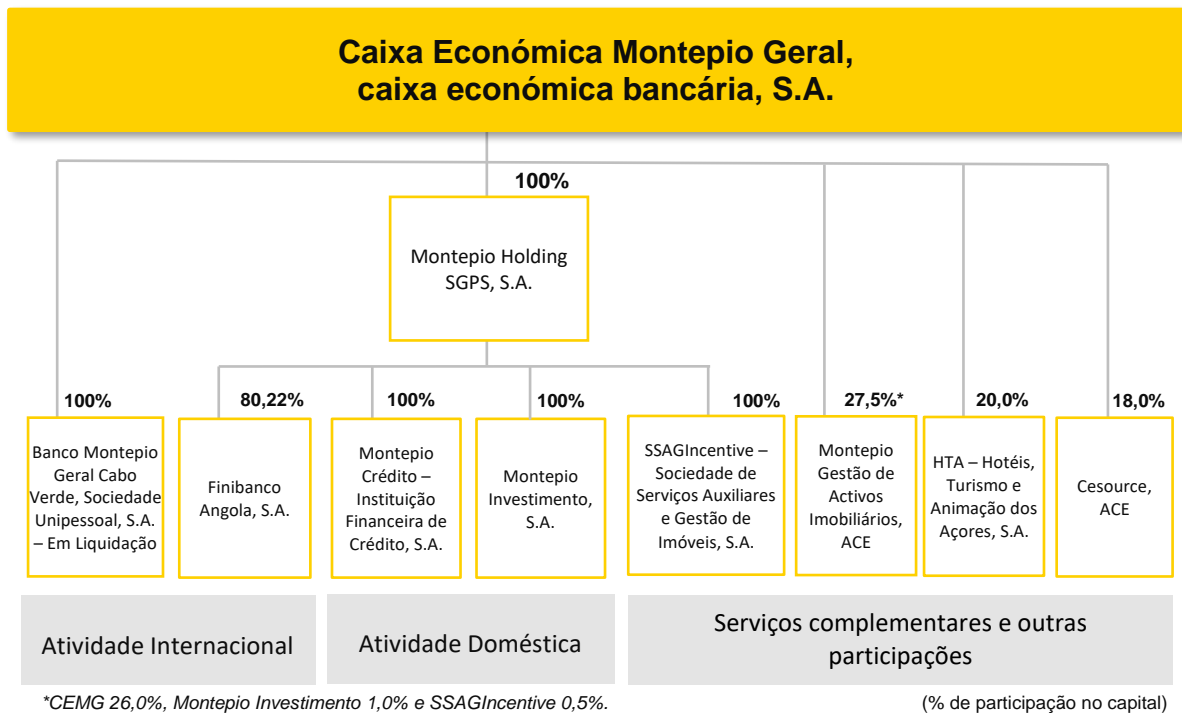 Caixa Económica Montepio Geral,
caixa económica bancária, S.A.
100%
Montepio Holding
SGPS, S.A.
100%
80,22%
100%
100%
100%
27,5%*
20,0%
18,0%
Banco Montepio
Geral Cabo
Verde, Sociedade
Unipessoal, S.A.
– Em Liquidação
Finibanco
Angola, S.A.
Montepio
Crédito –
Instituição
Financeira de
Crédito, S.A.
Montepio
Investimento,
S.A.
SSAGIncentive –
Sociedade de
Serviços Auxiliares
e Gestão de
Imóveis, S.A.
Montepio
Gestão de
Activos
Imobiliários,
ACE
HTA – Hotéis,
Turismo e
Animação dos
Açores, S.A.
Cesource,
ACE
Atividade Internacional
Atividade Doméstica
Serviços complementares e outras
participações
*CEMG 26,0%, Montepio Investimento 1,0% e SSAGIncentive 0,5%.
(% de participação no capital)